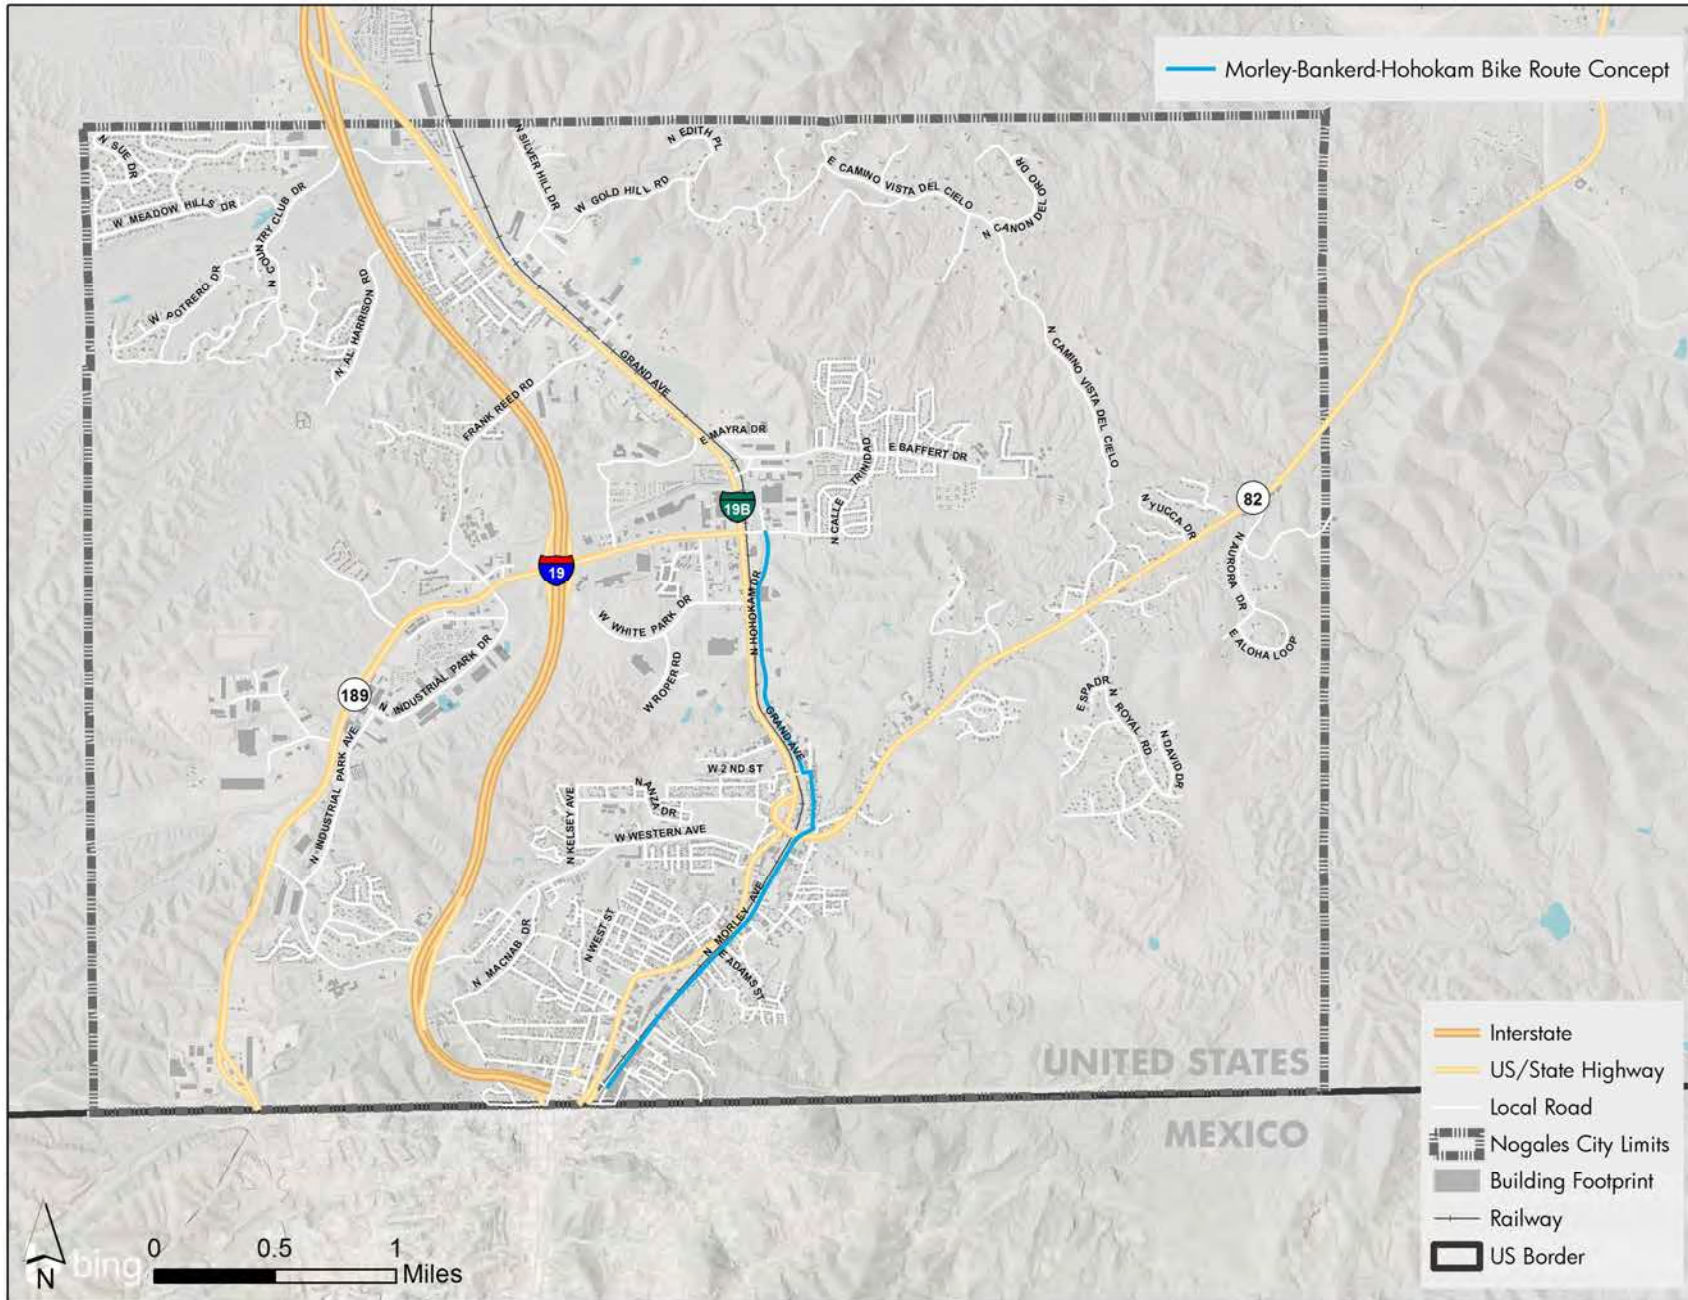 Morley-Bankerd-Hohokam Bike Route Concept
N SUE DR
N SILVER HILL DR
N EDITH PL
W GOLD HILL RD
E CAMINO VISTA DEL CIELO
N CANON DEL ORO DR
W MEADOW HILLS DR
N COUNTRY CLUB DR
W POTRERO DR
N AL HARRISON RD
GRAND AVE
FRANK REED RD
N CAMINO VISTA DEL CIELO
E MAYRA DR
E BAFFERT DR
N CALLE TRINIDAD
19B
82
N YUCCA DR
N AURORA DR
E ALOHA LOOP
19
N HOHOKAM DR
W WHITE PARK DR
W ROPER RD
N INDUSTRIAL PARK DR
189
N INDUSTRIAL PARK AVE
E SPA DR
N ROYAL RD
N DAVID DR
GRAND AVE
W 2 ND ST
N ANZA DR
N KELSEY AVE
W WESTERN AVE
N MORLEY AVE
N WEST ST
N MACNAB DR
E ADAMS ST
UNITED STATES
MEXICO
Interstate
US/State Highway
Local Road
Nogales City Limits
Building Footprint
Railway
US Border
N
bing
0 0.5 1
Miles